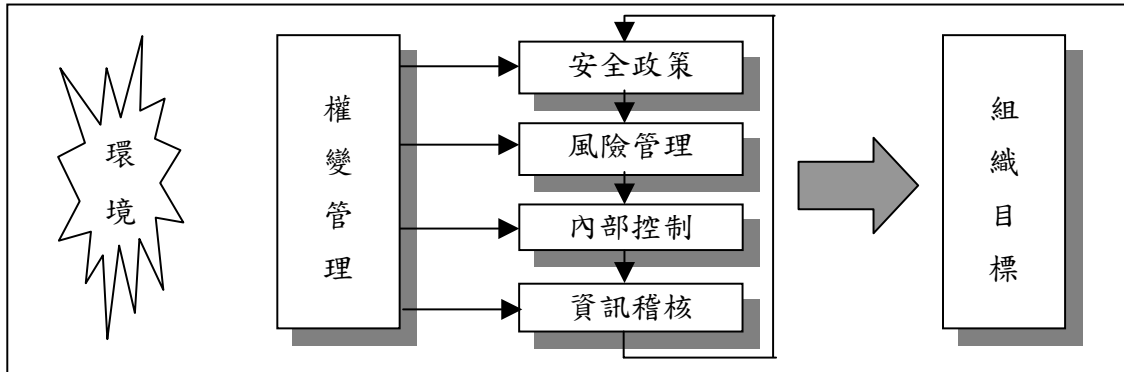 環境
權變管理
安全政策
風險管理
內部控制
資訊稽核
組織目標